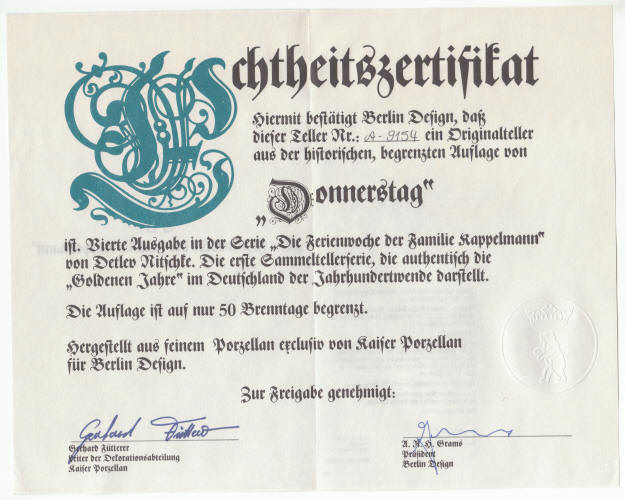 Echtheitszertifikat
Hiermit bestätigt Berlin Design, daß
dieser Teller Nr.: A-9154 ein Originalteller
aus der historischen, begrenzten Auflage von
„Donnerstag“
ist. Vierte Ausgabe in der Serie „Die Ferienwoche der Familie Kappelmann“
von Detlev Nitschke. Die erste Sammeltellerserie, die authentisch die
„Goldenen Jahre“ im Deutschland der Jahrhundertwende darstellt.
Die Auflage ist auf nur 50 Brenntage begrenzt.
Hergestellt aus feinem Porzellan exclusiv von Kaiser Porzellan
für Berlin Design.
Zur Freigabe genehmigt:
Gerhard Fütterer
Gerhard Fütterer
Leiter der Dekorationsabteilung
Kaiser Porzellan
A. Grams
Präsident
Berlin Design